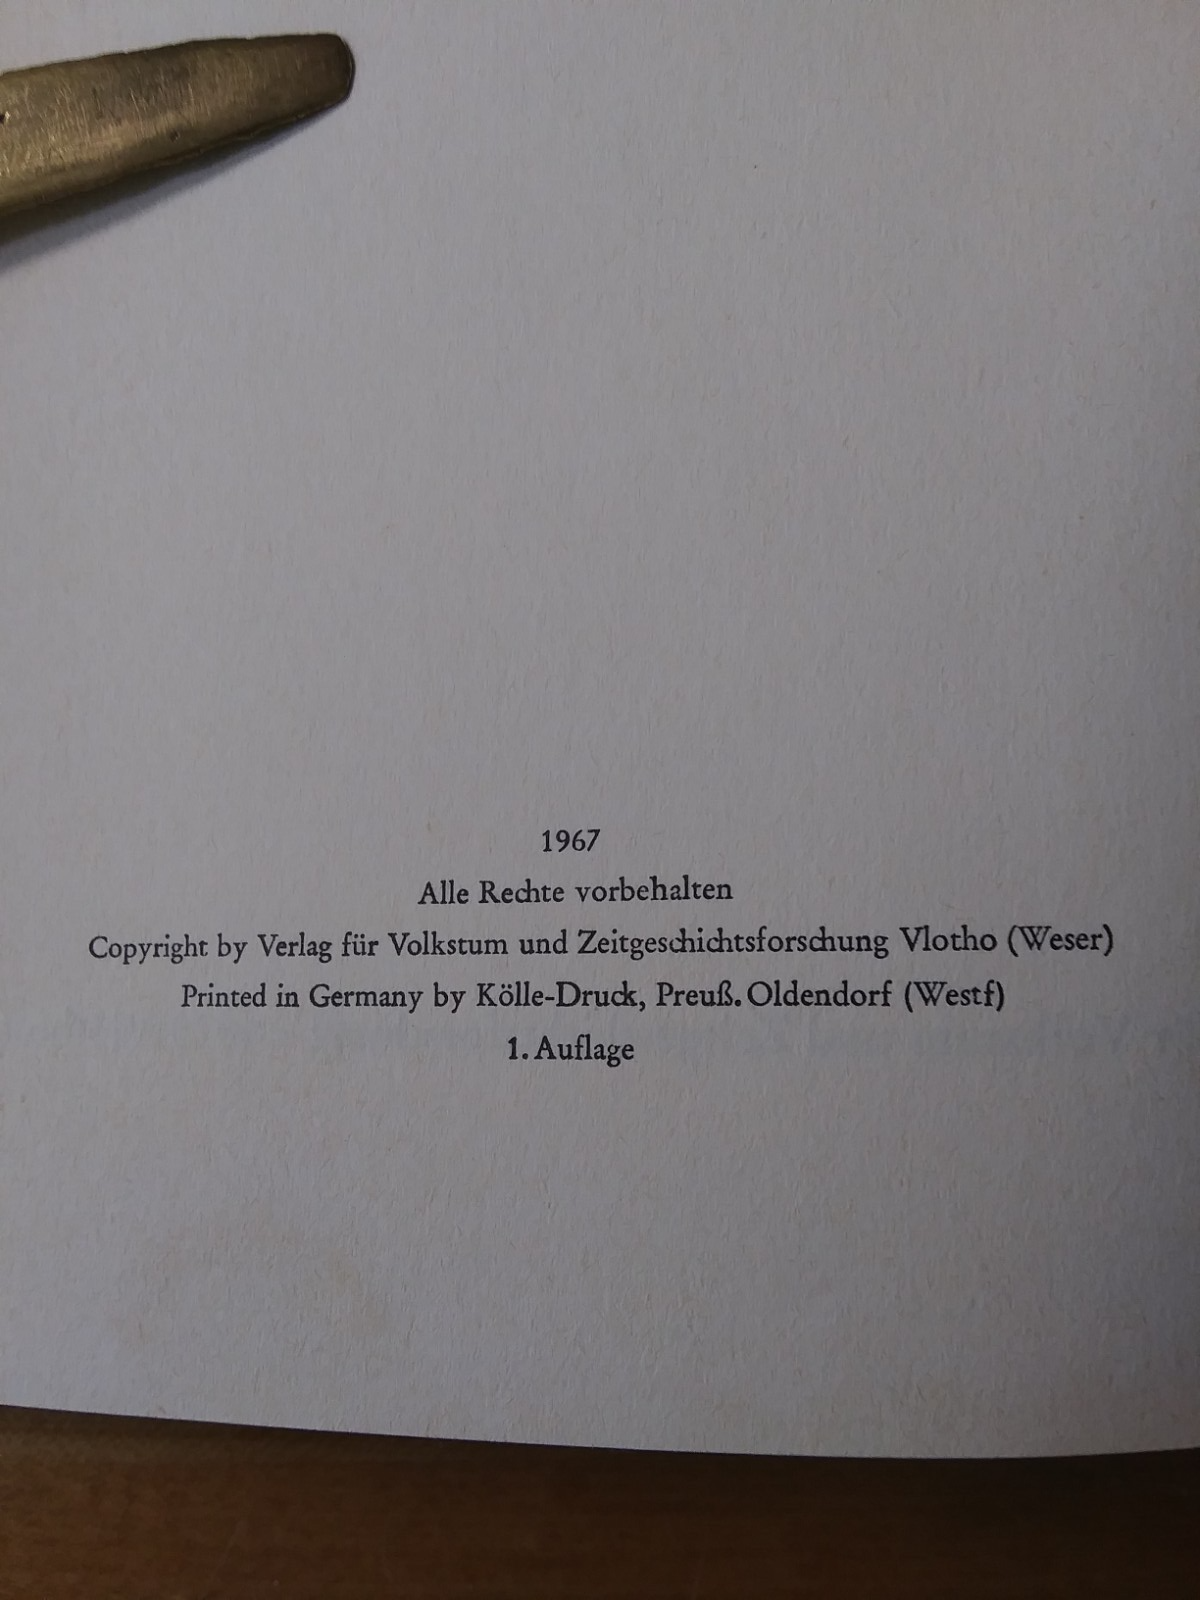 1967
Alle Rechte vorbehalten
Copyright by Verlag für Volkstum und Zeitgeschichtsforschung Vlotho (Weser)
Printed in Germany by Kölle-Druck, Preuß. Oldendorf (Westf)
1. Auflage